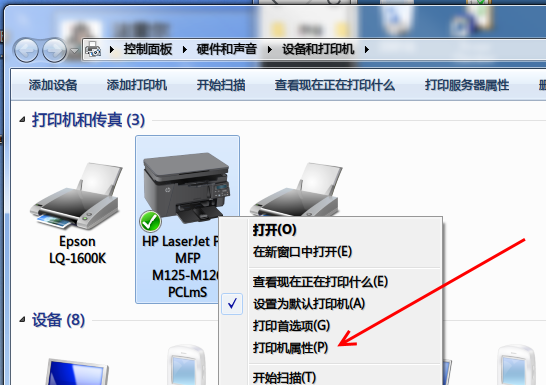 控制面板 ▸ 硬件和声音 ▸ 设备和打印机
添加设备 添加打印机 开始扫描 查看现在正在打印什么 打印服务器属性
打印机和传真 (3)
Epson
LQ-1600K
HP LaserJet
MFP
M125-M126
PCLmS
打开(O)
在新窗口中打开(E)
查看现在正在打印什么(E)
设置为默认打印机(A)
打印首选项(G)
打印机属性(P)
开始扫描(T)
设备 (8)